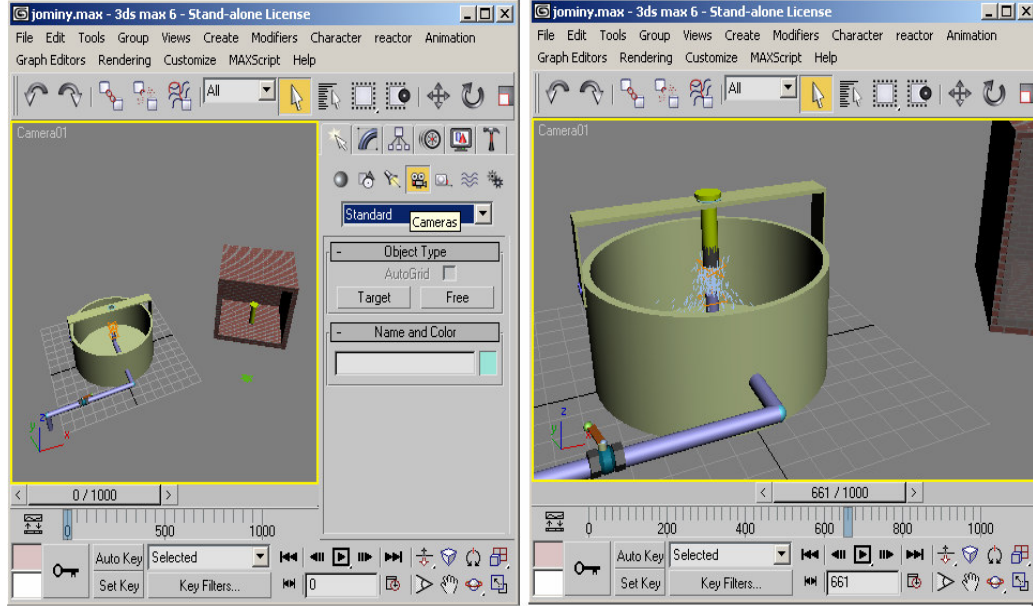 jominy.max - 3ds max 6 - Stand-alone License
File Edit Tools Group Views Create Modifiers Character reactor Animation
Graph Editors Rendering Customize MAXScript Help
All
Camera01
Standard
Cameras
- Object Type
AutoGrid
Target Free
- Name and Color
z
y
x
< 0 / 1000 >
0 500 1000
Auto Key Selected
Set Key Key Filters... 0
jominy.max - 3ds max 6 - Stand-alone License
File Edit Tools Group Views Create Modifiers Character reactor Animation
Graph Editors Rendering Customize MAXScript Help
All
Camera01
z
y
x
< 661 / 1000 >
0 200 400 600 800 1000
Auto Key Selected
Set Key Key Filters... 661